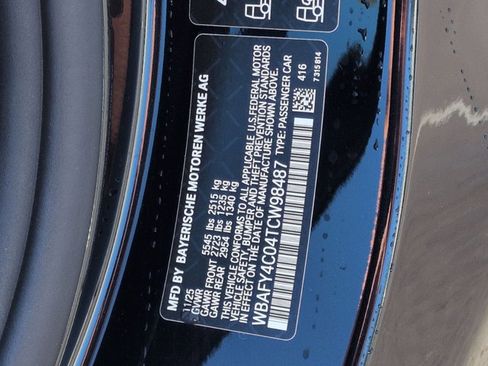 MFD BY BAYERISCHE MOTOREN WERKE AG
11/25
GVWR 5545 lbs 2515 kg
GAWR FRONT 2723 lbs 1235 kg
GAWR REAR 2954 lbs 1340 kg
THIS VEHICLE CONFORMS TO ALL APPLICABLE U.S. FEDERAL MOTOR
VEHICLE SAFETY, BUMPER AND THEFT PREVENTION STANDARDS
IN EFFECT ON THE DATE OF MANUFACTURE SHOWN ABOVE.
WBAFY4C04TCW98487 TYPE: PASSENGER CAR
416
7315814